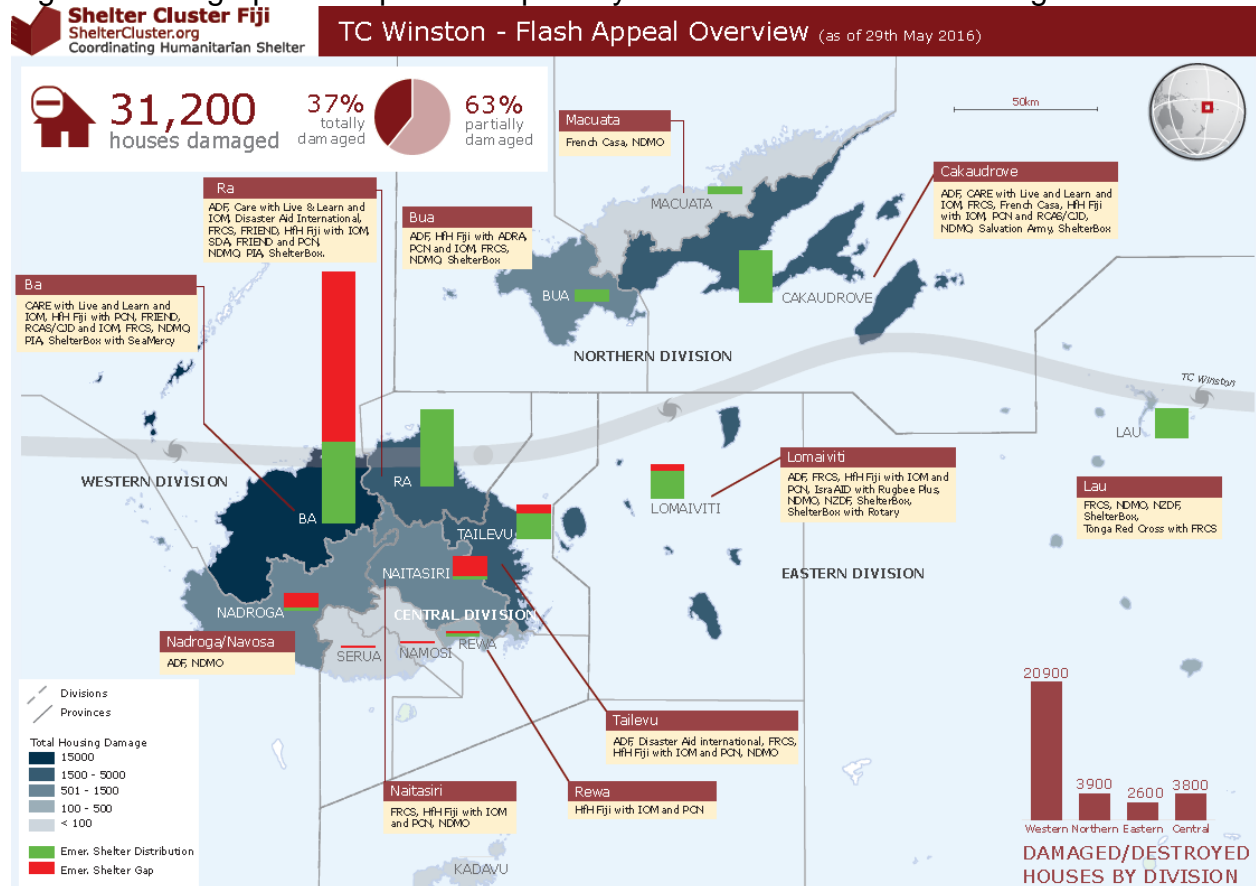 Shelter Cluster Fiji
ShelterCluster.org
Coordinating Humanitarian Shelter
TC Winston - Flash Appeal Overview (as of 29th May 2016)
31,200
houses damaged
37%
totally
damaged
63%
partially
damaged
50km
Macuata
French Casa, NDMO
Cakaudrove
ADF, CARE with Live and Learn and
IOM, FRCS, French Casa, HfH Fiji
with IOM, PCN and RCAS/CJD,
NDMO, Salvation Army, ShelterBox
Ra
ADF, Care with Live & Learn and
IOM, Disaster Aid International,
FRCS, FRIEND, HfH Fiji with IOM
SDA, FRIEND and PCN,
NDMO, PIA, ShelterBox.
Bua
ADF, HfH Fiji with ADRA,
PCN and IOM, FRCS,
NDMO, ShelterBox
Ba
CARE with Live and Learn and
IOM, HfH Fiji with PCN, FRIEND,
RCAS/CJD and IOM, FRCS, NDMO,
PIA, ShelterBox with SeaMercy
MACUATA
BUA
CAKAUDROVE
NORTHERN DIVISION
TC Winston
LAU
WESTERN DIVISION
RA
BA
Lomaiviti
ADF, FRCS, HfH Fiji with IOM and
PCN, IsraAID with Rugbee Plus,
NDMO, NZDF, ShelterBox,
ShelterBox with Rotary
LOMAIVITI
Lau
FRCS, NDMO, NZDF,
ShelterBox,
Tonga Red Cross with FRCS
TAILEVU
NAITASIRI
EASTERN DIVISION
NADROGA
CENTRAL DIVISION
REWA
NAMOSI
SERUA
Nadroga/Navosa
ADF, NDMO
Tailevu
ADF, Disaster Aid international, FRCS,
HfH Fiji with IOM and PCN, NDMO
Naitasiri
FRCS, HfH Fiji with IOM
and PCN, NDMO
Rewa
HfH Fiji with IOM and PCN
KADAVU
Divisions
Provinces
Total Housing Damage
15000
1500 - 5000
501 - 1500
100 - 500
< 100
Emer. Shelter Distribution
Emer. Shelter Gap
20900
3900
2600
3800
Western Northern Eastern Central
DAMAGED/DESTROYED
HOUSES BY DIVISION